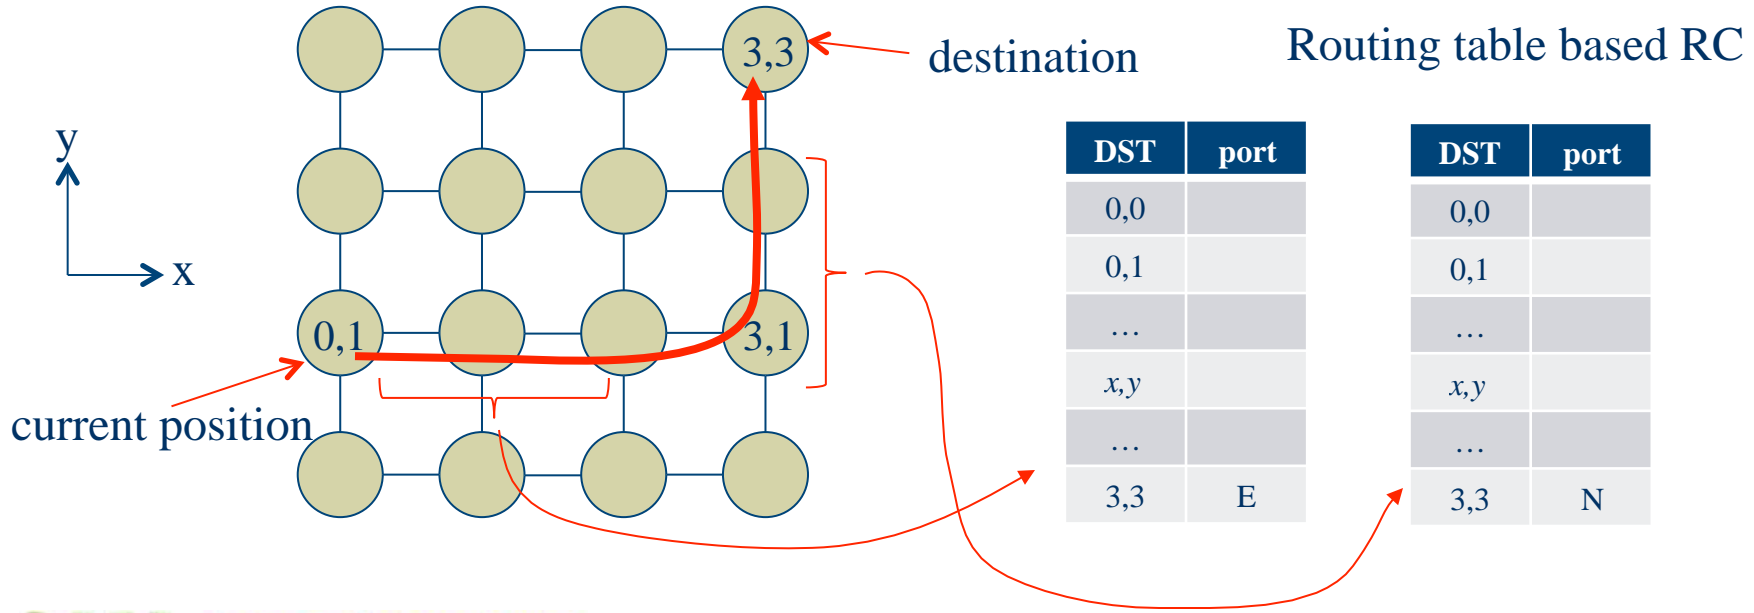 Routing table based RC
3,3
destination
y
x
0,1
3,1
current position
DST port
0,0
0,1
…
x,y
…
3,3 E
DST port
0,0
0,1
…
x,y
…
3,3 N